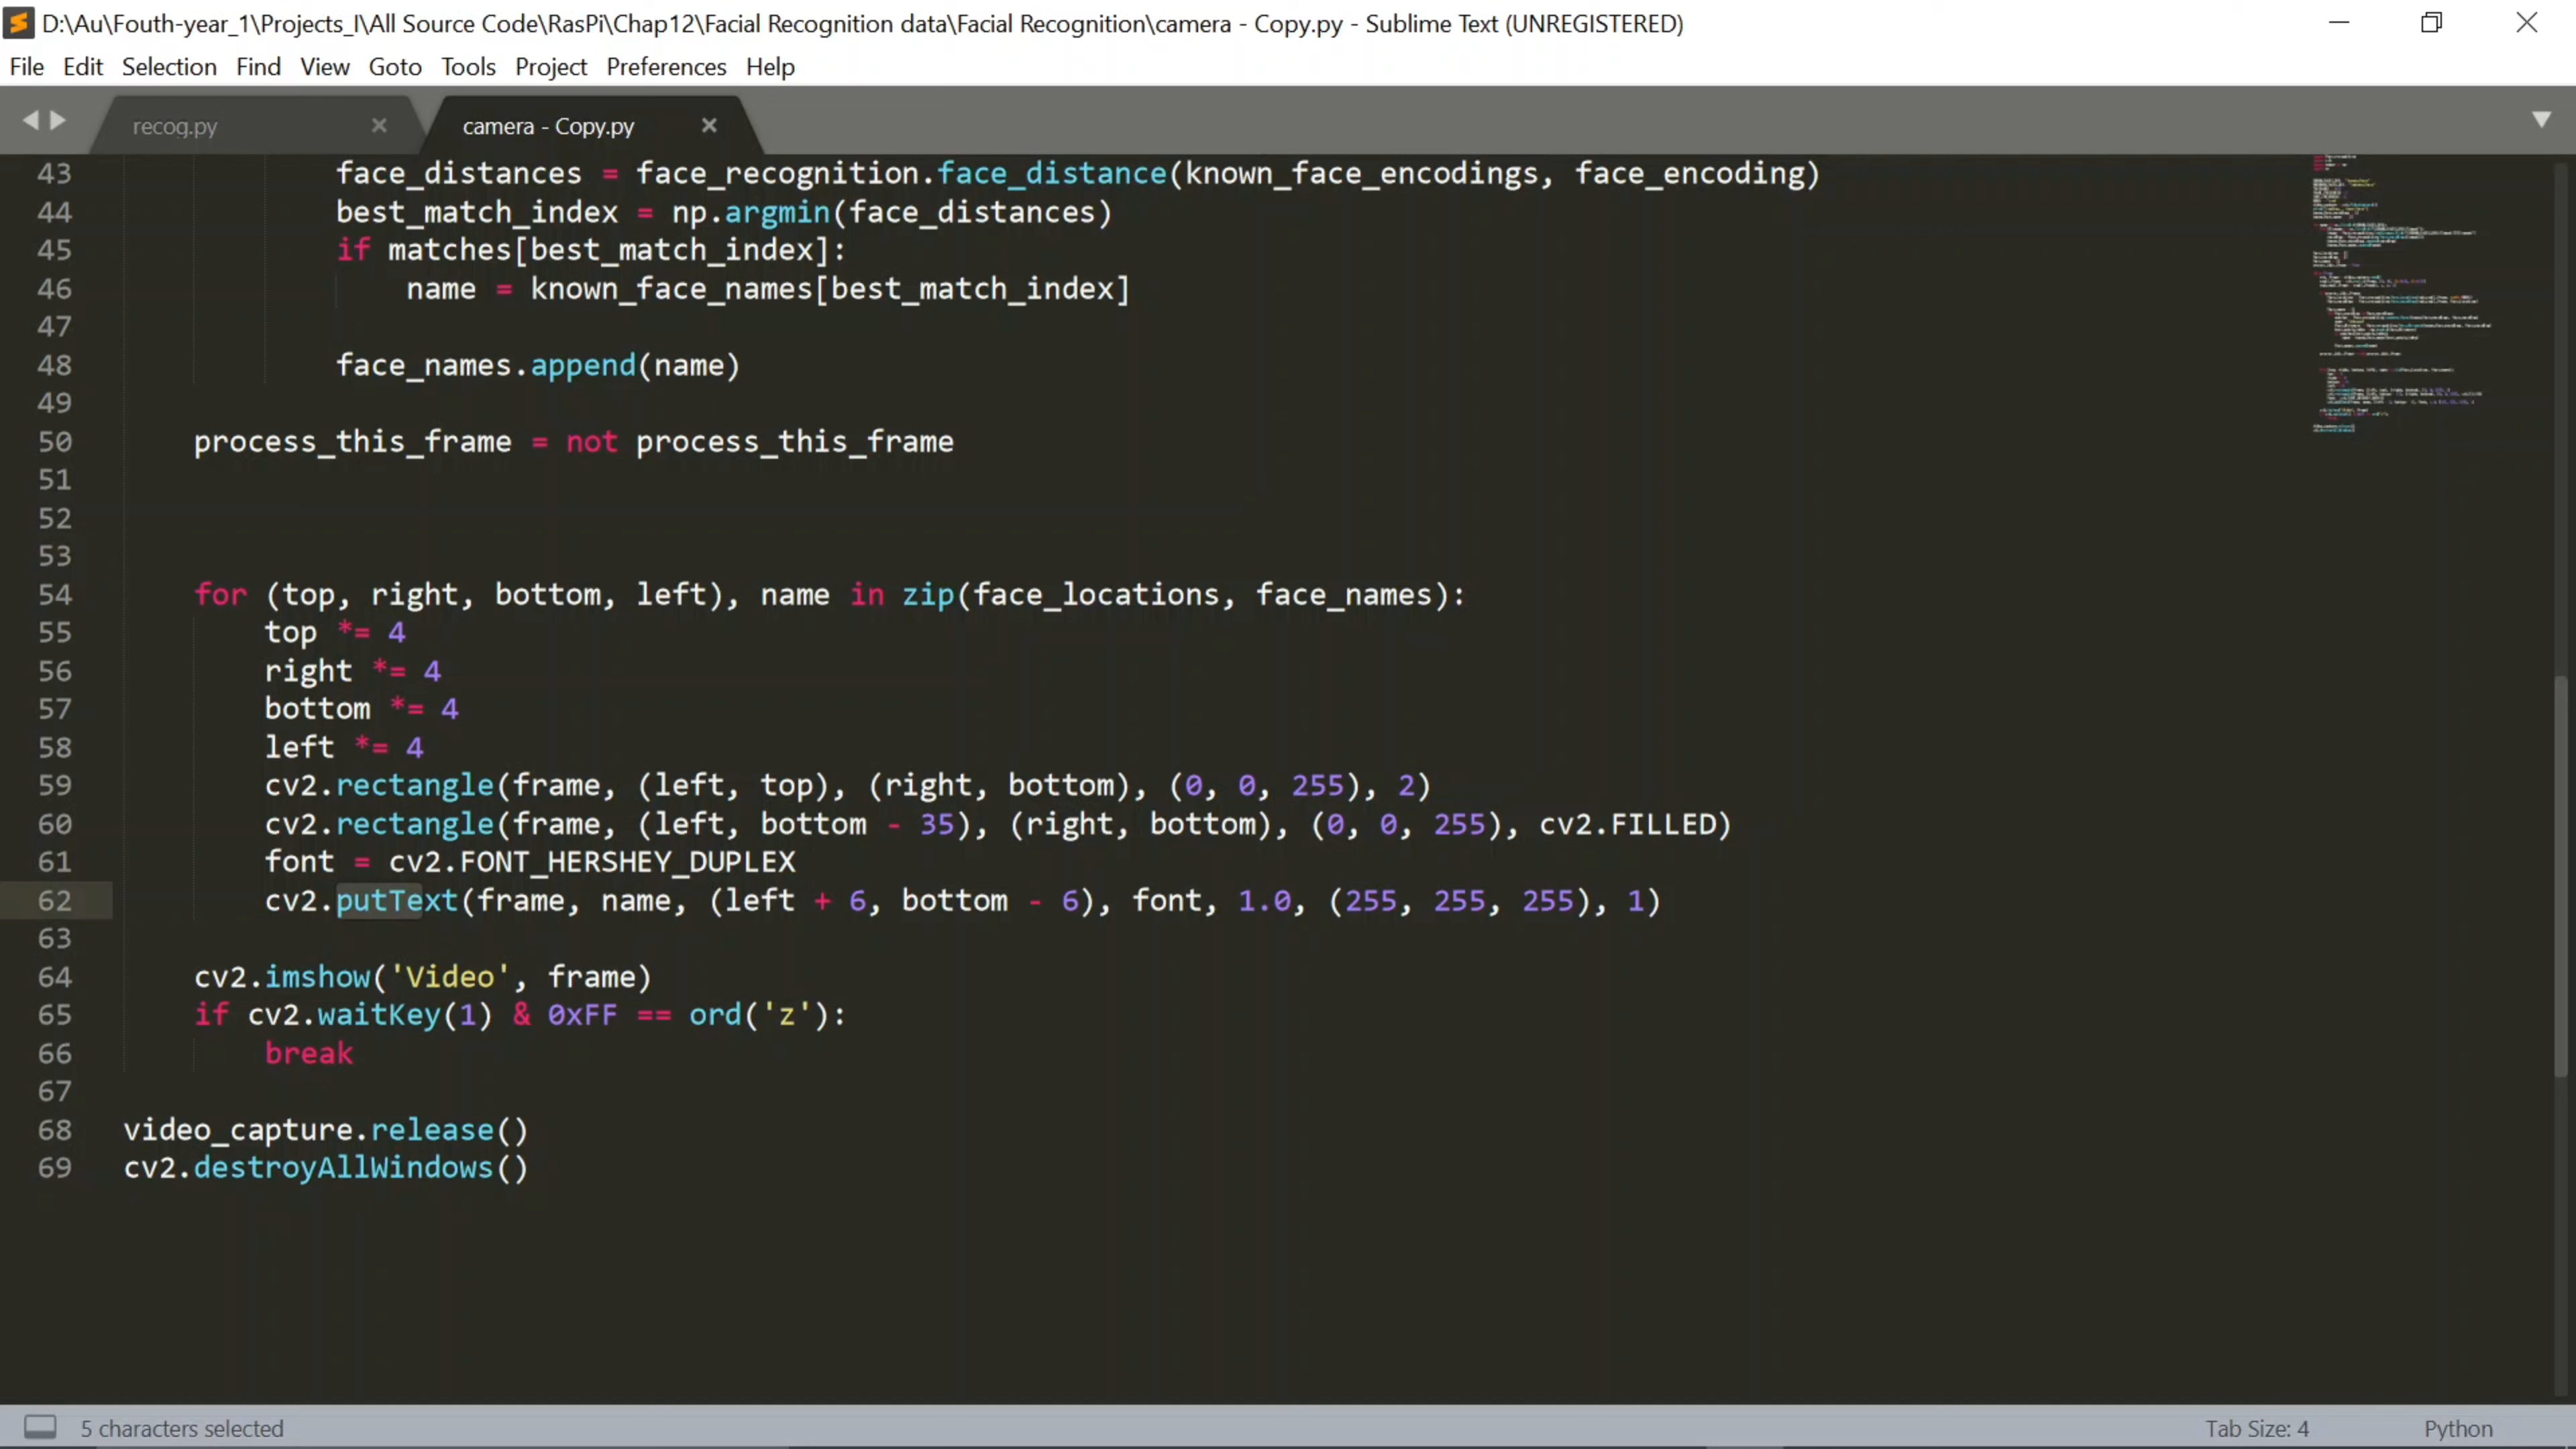 D:\Au\Fouth-year_1\Projects_I\All Source Code\RasPi\Chap12\Facial Recognition data\Facial Recognition\camera - Copy.py - Sublime Text (UNREGISTERED)
File Edit Selection Find View Goto Tools Project Preferences Help
recog.py camera - Copy.py
43 face_distances = face_recognition.face_distance(known_face_encodings, face_encoding)
44 best_match_index = np.argmin(face_distances)
45 if matches[best_match_index]:
46 name = known_face_names[best_match_index]
47
48 face_names.append(name)
49
50 process_this_frame = not process_this_frame
51
52
53
54 for (top, right, bottom, left), name in zip(face_locations, face_names):
55 top *= 4
56 right *= 4
57 bottom *= 4
58 left *= 4
59 cv2.rectangle(frame, (left, top), (right, bottom), (0, 0, 255), 2)
60 cv2.rectangle(frame, (left, bottom - 35), (right, bottom), (0, 0, 255), cv2.FILLED)
61 font = cv2.FONT_HERSHEY_DUPLEX
62 cv2.putText(frame, name, (left + 6, bottom - 6), font, 1.0, (255, 255, 255), 1)
63
64 cv2.imshow('Video', frame)
65 if cv2.waitKey(1) & 0xFF == ord('z'):
66 break
67
68 video_capture.release()
69 cv2.destroyAllWindows()
5 characters selected Tab Size: 4 Python